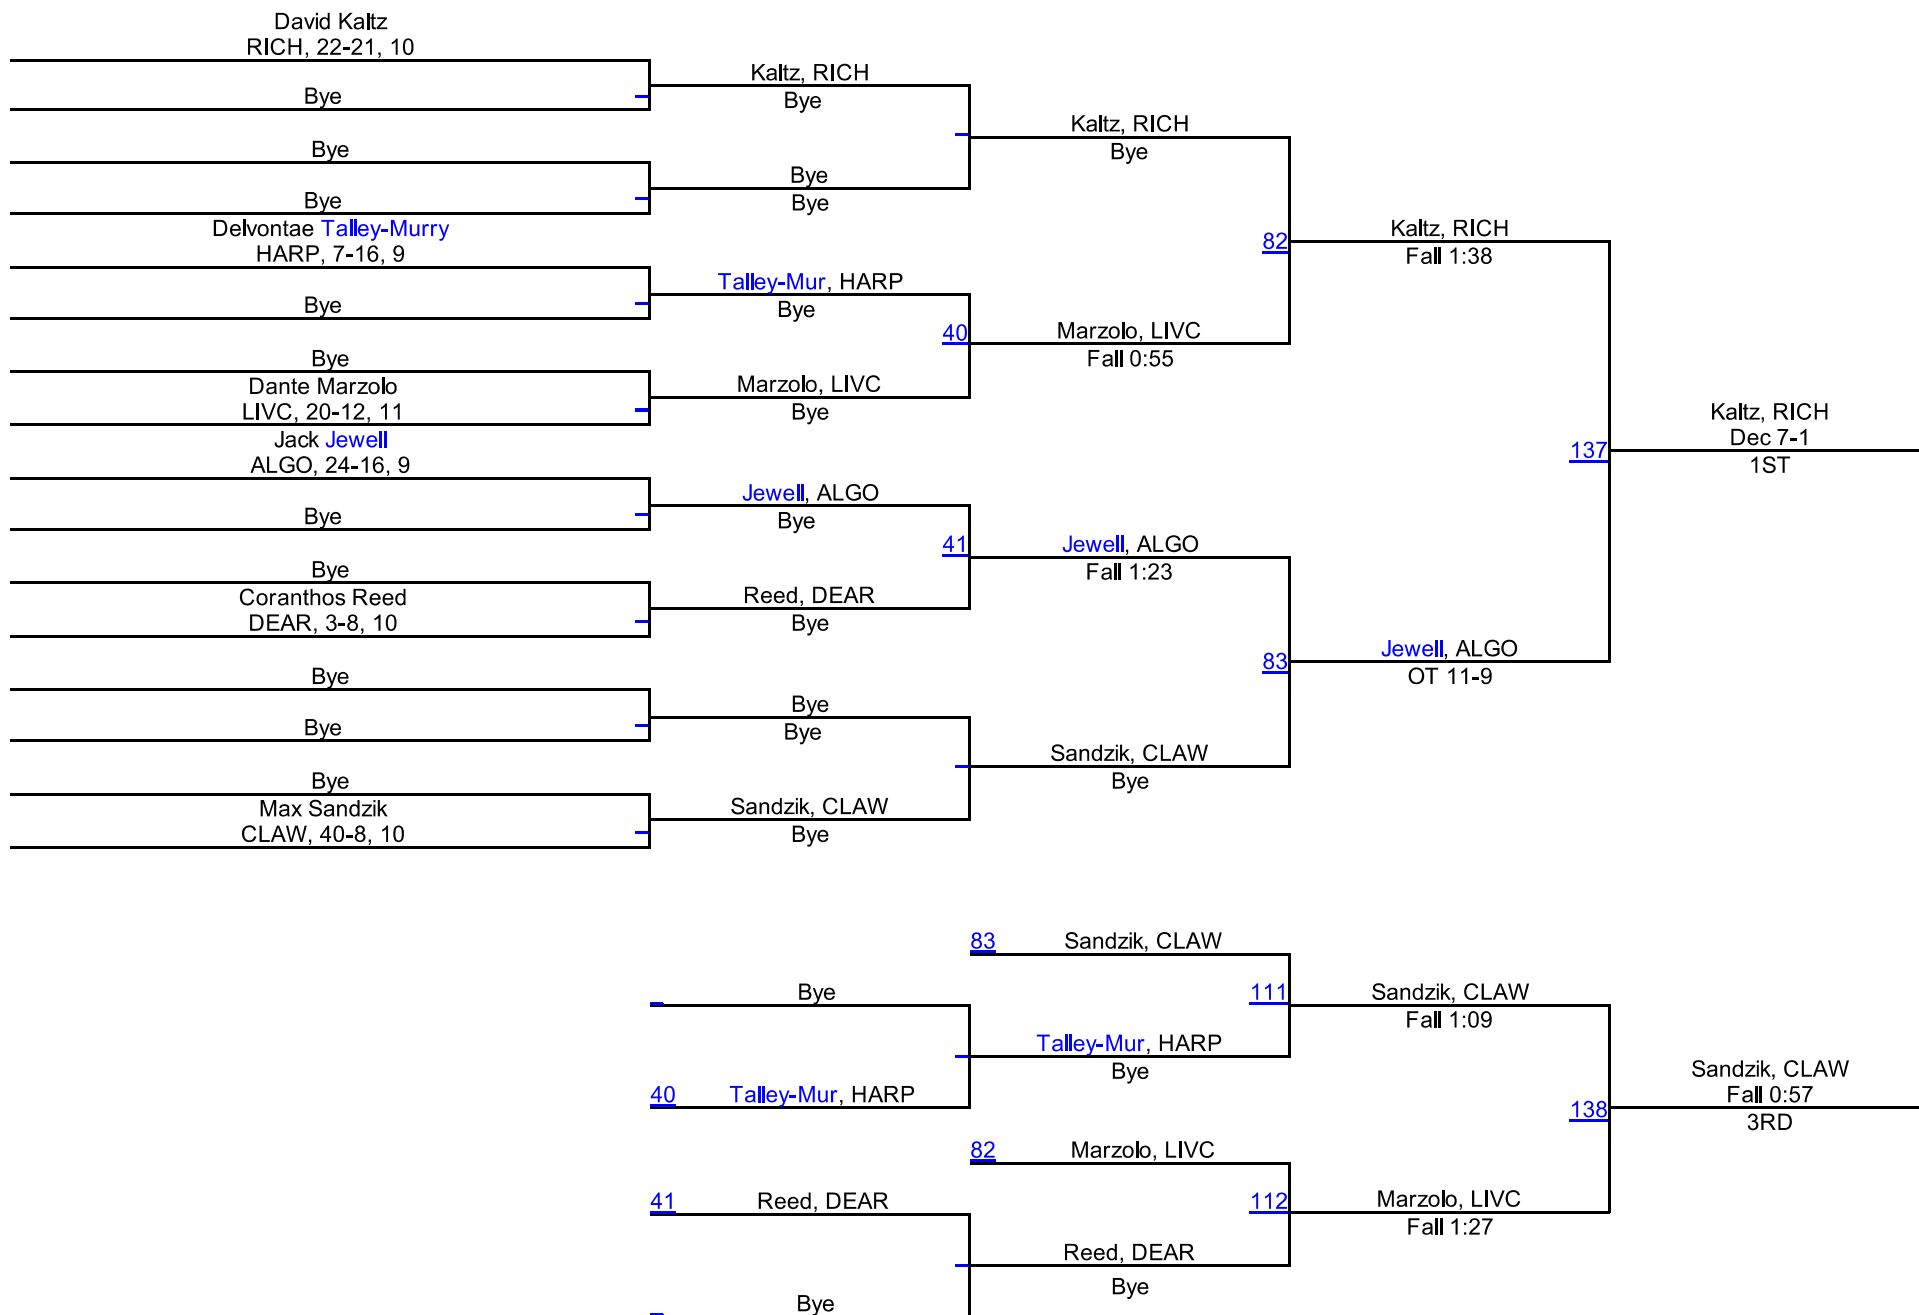 David Kaltz
RICH, 22-21, 10
Kaltz, RICH
Bye
Bye
Kaltz, RICH
Bye
Bye
Bye
Bye
Bye
Delvontae Talley-Murry
HARP, 7-16, 9
82
Kaltz, RICH
Fall 1:38
Talley-Mur, HARP
Bye
Bye
40
Marzolo, LIVC
Fall 0:55
Bye
Dante Marzolo
LIVC, 20-12, 11
Marzolo, LIVC
Bye
Jack Jewell
ALGO, 24-16, 9
137
Kaltz, RICH
Dec 7-1
1ST
Jewell, ALGO
Bye
Bye
41
Jewell, ALGO
Fall 1:23
Bye
Coranthos Reed
DEAR, 3-8, 10
Reed, DEAR
Bye
83
Jewell, ALGO
OT 11-9
Bye
Bye
Bye
Bye
Sandzik, CLAW
Bye
Bye
Max Sandzik
CLAW, 40-8, 10
Sandzik, CLAW
Bye
83 Sandzik, CLAW
Bye
111
Sandzik, CLAW
Fall 1:09
Talley-Mur, HARP
Bye
40 Talley-Mur, HARP
138
Sandzik, CLAW
Fall 0:57
3RD
82 Marzolo, LIVC
41 Reed, DEAR
112
Marzolo, LIVC
Fall 1:27
Reed, DEAR
Bye
Bye